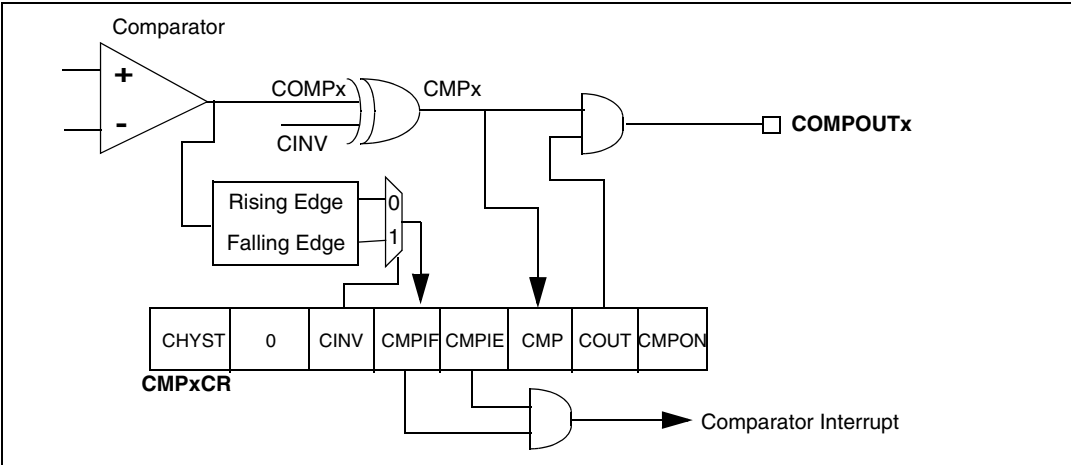 Comparator
+
-
COMPx
CMPx
CINV
COMPOUTx
Rising Edge
0
Falling Edge
1
CHYST 0 CINV CMPIF CMPIE CMP COUT CMPON
CMPxCR
Comparator Interrupt